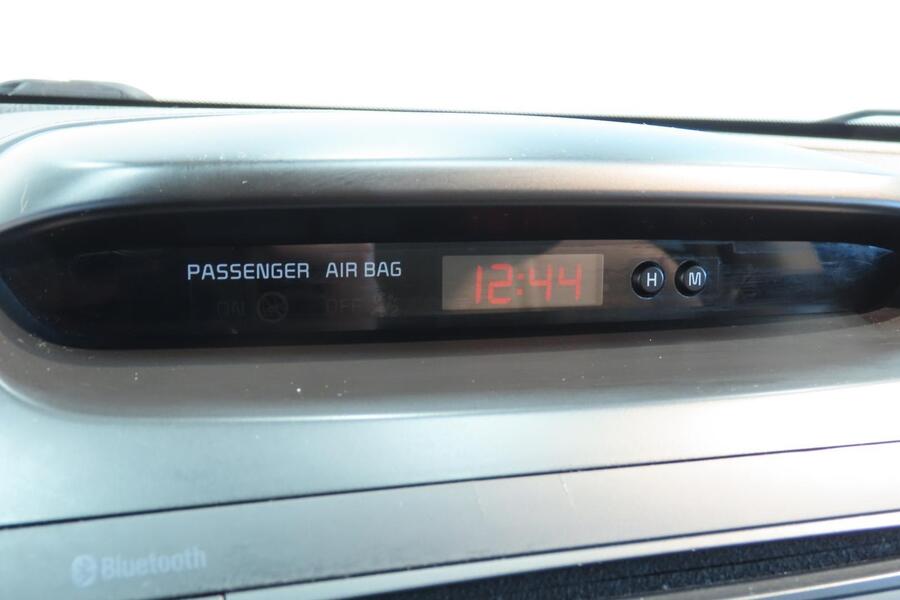 PASSENGER AIR BAG
12:44 H M
ON OFF
Bluetooth